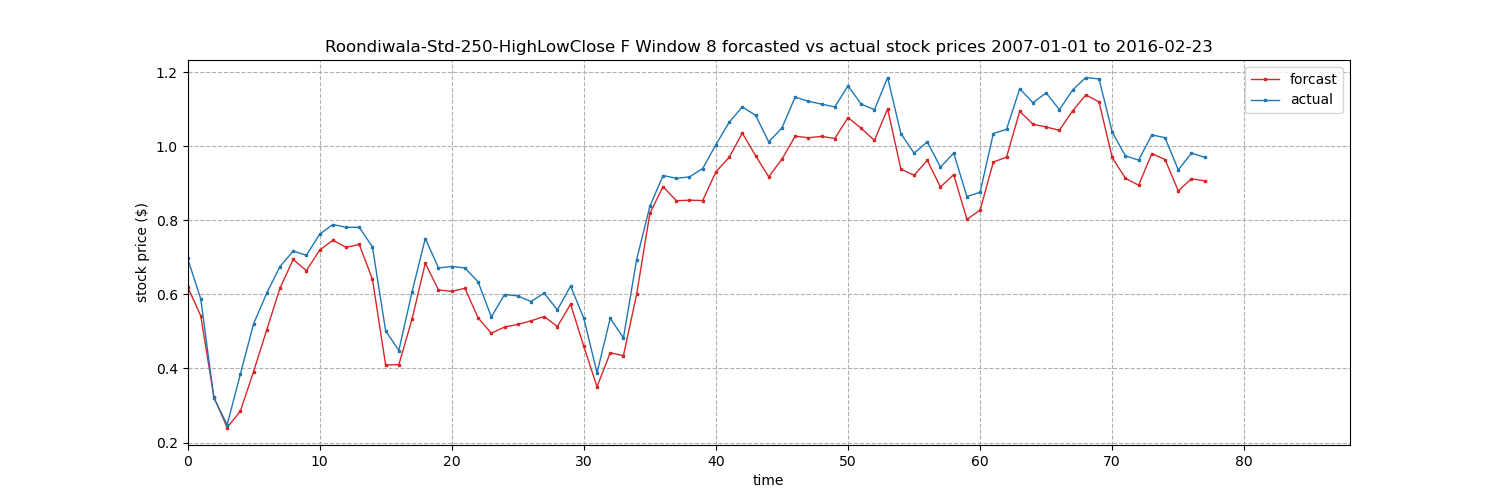 Roondiwala-Std-250-HighLowClose F Window 8 forcasted vs actual stock prices 2007-01-01 to 2016-02-23
forcast
actual
1.2
1.0
0.8
0.6
0.4
0.2
stock price ($)
0 10 20 30 40 50 60 70 80
time